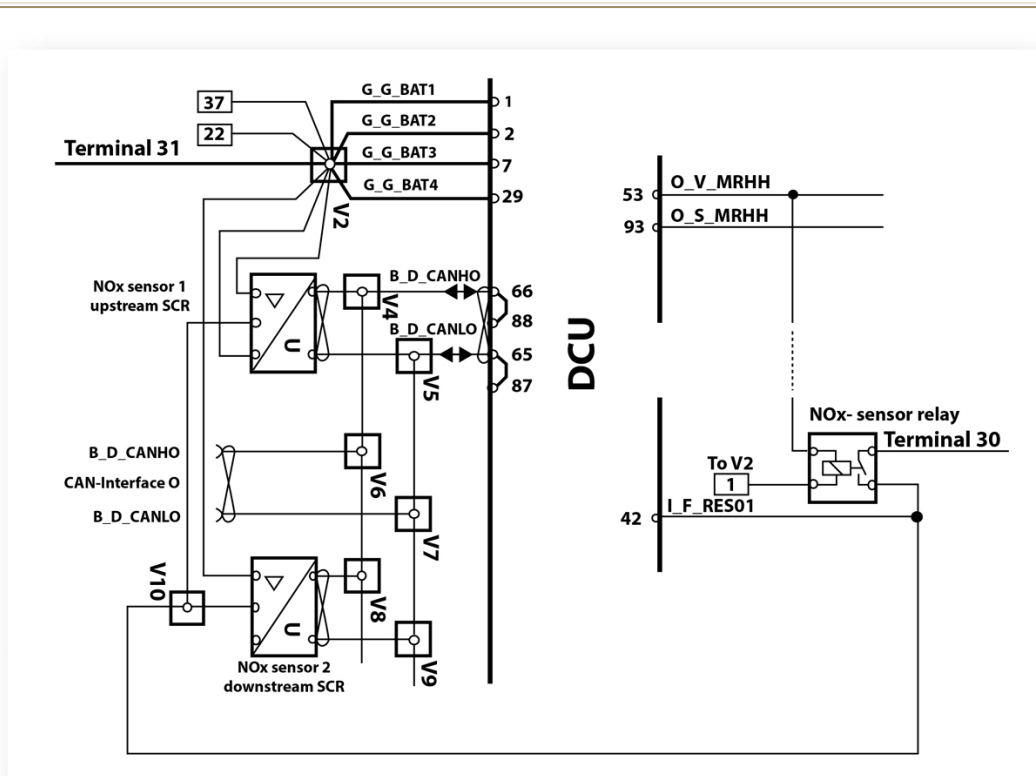 37
G_G_BAT1
1
22
G_G_BAT2
2
Terminal 31
G_G_BAT3
7
G_G_BAT4
29
V2
53
O_V_MRHH
93
O_S_MRHH
NOx sensor 1
upstream SCR
U
B_D_CANHO
66
V4
88
B_D_CANLO
65
V5
87
DCU
NOx- sensor relay
Terminal 30
To V2
1
I_F_RES01
42
B_D_CANHO
V6
CAN-Interface O
B_D_CANLO
V7
V10
U
V8
V9
NOx sensor 2
downstream SCR